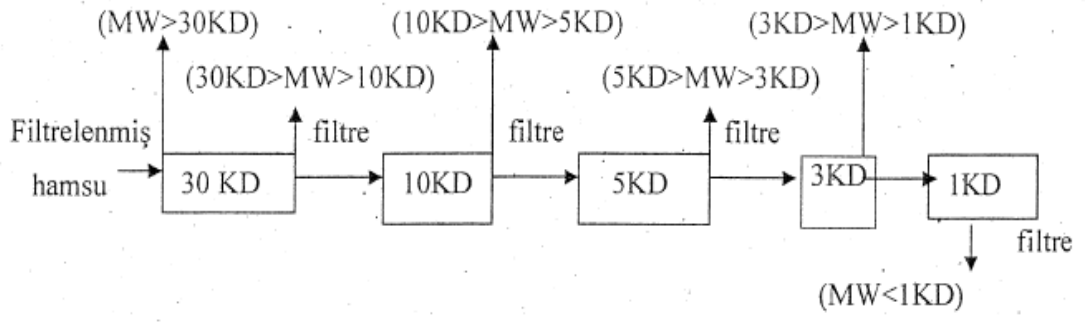 (MW>30KD)
(10KD>MW>5KD)
(3KD>MW>1KD)
(30KD>MW>10KD)
(5KD>MW>3KD)
Filtrelenmiş
hamsu
filtre
filtre
filtre
30 KD
10KD
5KD
3KD
1KD
filtre
(MW<1KD)